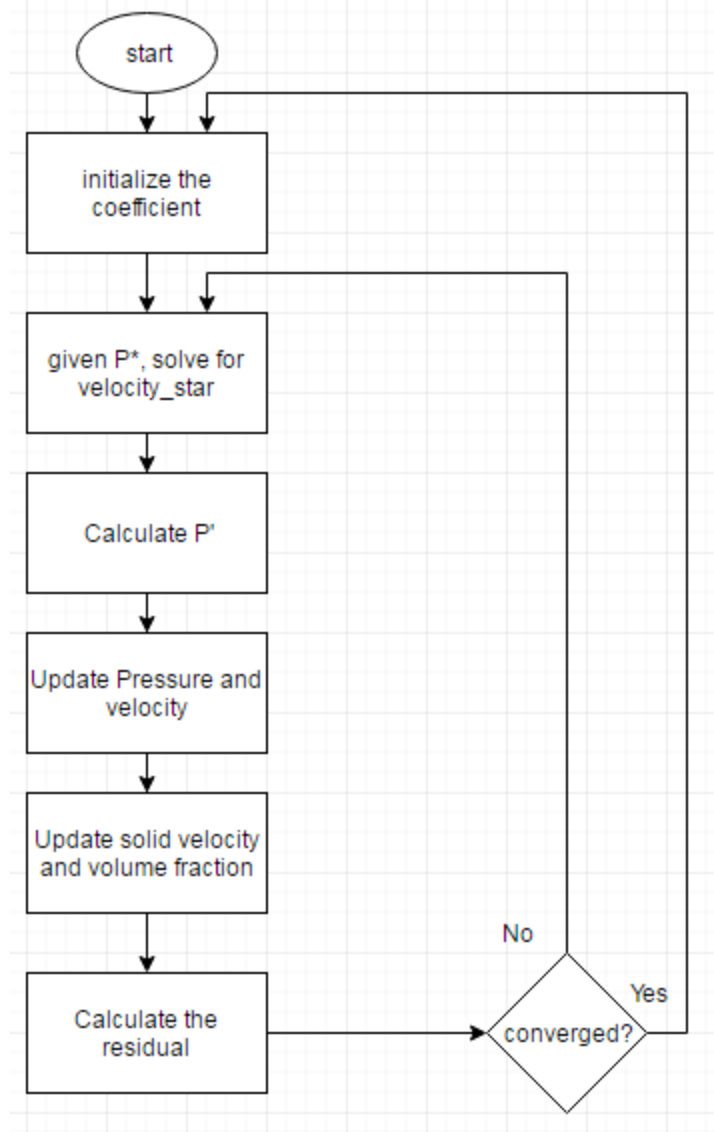 start
initialize the
coefficient
given P*, solve for
velocity_star
Calculate P'
Update Pressure and
velocity
Update solid velocity
and volume fraction
Calculate the
residual
No
Yes
converged?